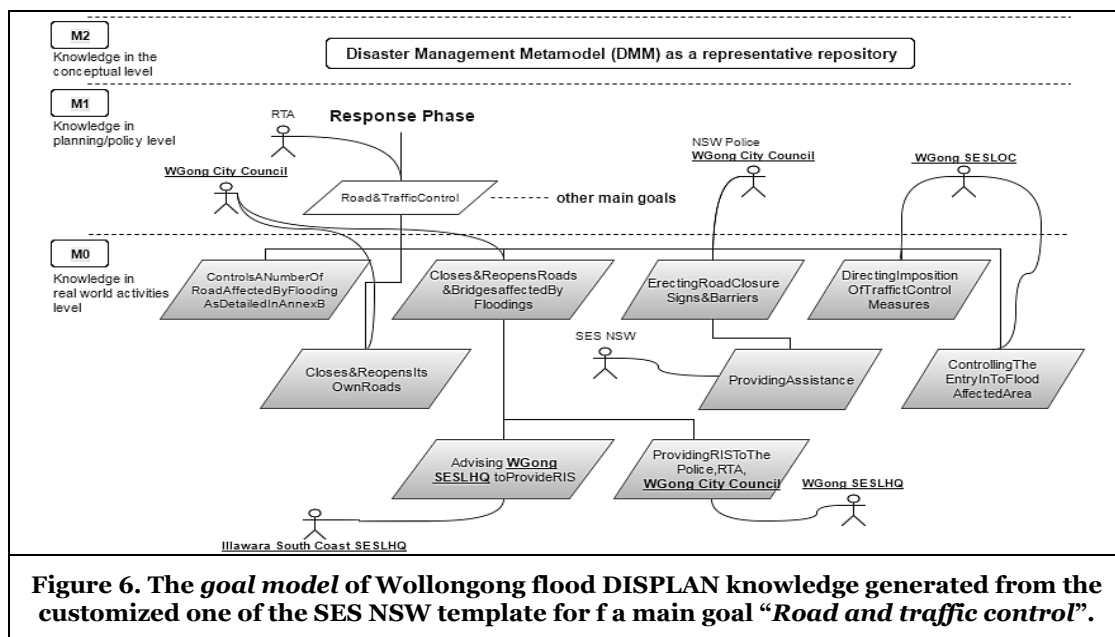 M2
Knowledge in the
conceptual level
Disaster Management Metamodel (DMM) as a representative repository
M1
Knowledge in
planning/policy level
RTA
Response Phase
NSW Police
WGong City Council
WGong SESLOC
WGong City Council
Road&TrafficControl
other main goals
M0
Knowledge in
real world activities
level
ControlsANumberOf
RoadAffectedByFlooding
AsDetailedInAnnexB
Closes&ReopensRoads
&BridgesaffectedBy
Floodings
ErectingRoadClosure
Signs&Barriers
DirectingImposition
OfTraffictControl
Measures
SES NSW
Closes&ReopensIts
OwnRoads
ProvidingAssistance
ControllingThe
EntryInToFlood
AffectedArea
Advising WGong
SESLHQ toProvideRIS
ProvidingRISToThe
Police,RTA,
WGong City Council
WGong SESLHQ
Illawara South Coast SESLHQ
Figure 6. The goal model of Wollongong flood DISPLAN knowledge generated from the
customized one of the SES NSW template for f a main goal “Road and traffic control”.